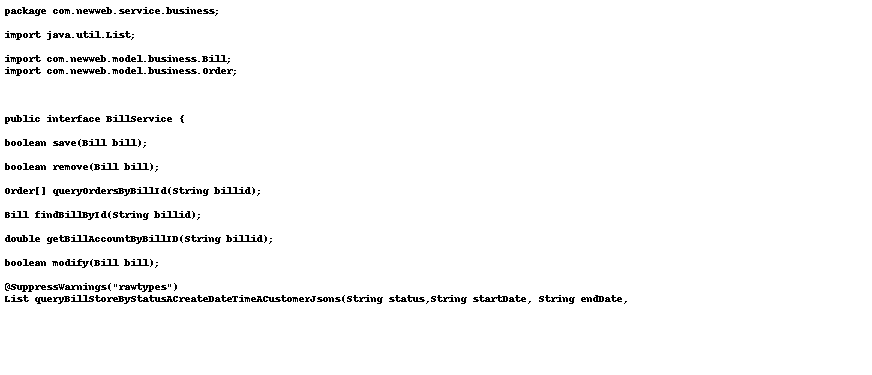 package com.newweb.service.business;
import java.util.List;
import com.newweb.model.business.Bill;
import com.newweb.model.business.Order;
public interface BillService {
boolean save(Bill bill);
boolean remove(Bill bill);
Order[] queryOrdersByBillId(String billid);
Bill findBillById(String billid);
double getBillAccountByBillID(String billid);
boolean modify(Bill bill);
@SuppressWarnings("rawtypes")
List queryBillStoreByStatusACreateDateTimeACustomerJsons(String status,String startDate, String endDate,